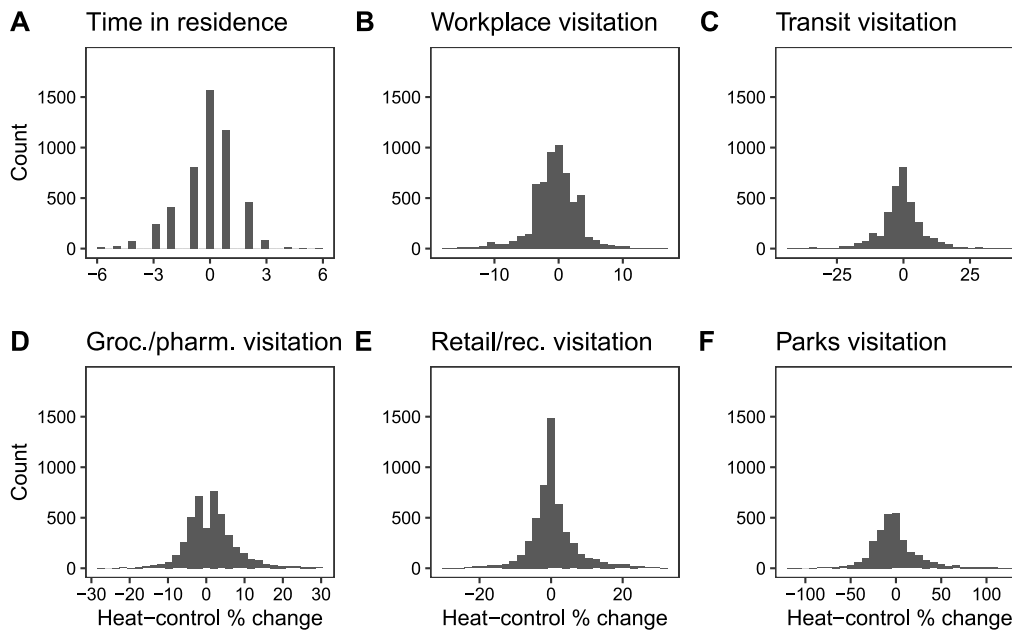 A Time in residence
B Workplace visitation
C Transit visitation
Count
1500
1000
500
0
−6 −3 0 3 6
1500
1000
500
0
−10 0 10
1500
1000
500
0
−25 0 25
D Groc./pharm. visitation
E Retail/rec. visitation
F Parks visitation
Count
1500
1000
500
0
−30 −20 −10 0 10 20 30
Heat−control % change
1500
1000
500
0
−20 0 20
Heat−control % change
1500
1000
500
0
−100 −50 0 50 100
Heat−control % change